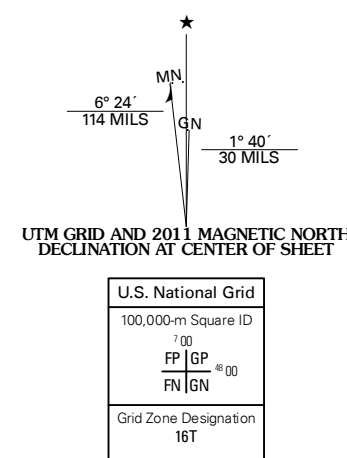 ★
M.N.
6° 24´
114 MILS
GN
1° 40´
30 MILS
UTM GRID AND 2011 MAGNETIC NORTH
DECLINATION AT CENTER OF SHEET
U.S. National Grid
100,000-m Square ID
7 00
FP GP
48 00
FN GN
Grid Zone Designation
16T